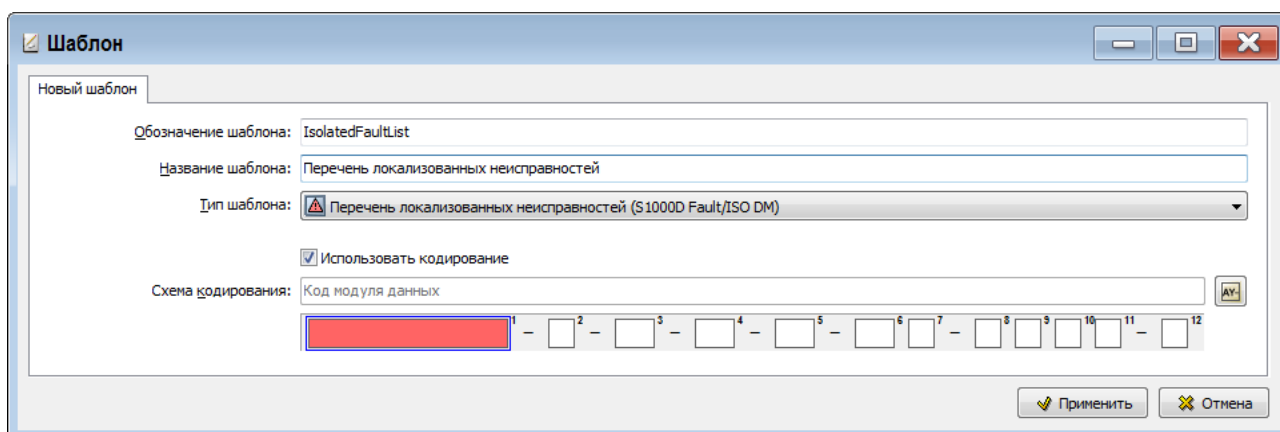 Шаблон
Новый шаблон
Обозначение шаблона: IsolatedFaultList
Название шаблона: Перечень локализованных неисправностей
Тип шаблона: Перечень локализованных неисправностей (S1000D Fault/ISO DM)
Использовать кодирование
Схема кодирования: Код модуля данных AY-
1 – 2 – 3 – 4 – 5 – 6 7 – 8 9 10 11 – 12
Применить Отмена